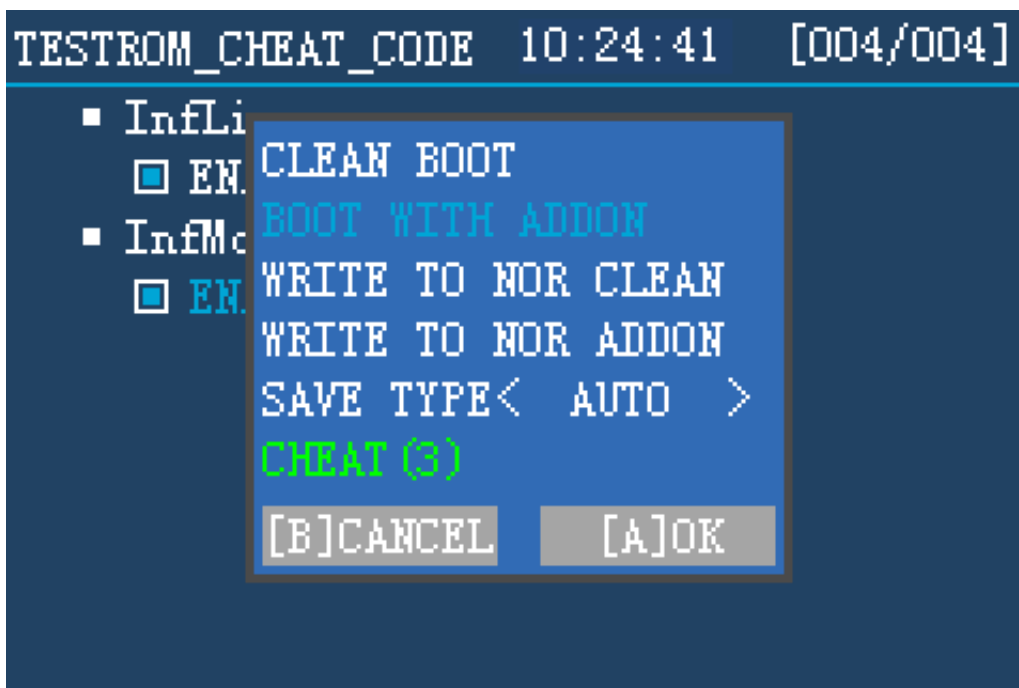 TESTROM_CHEAT_CODE 10:24:41 [004/004]
InfLi
EN
CLEAN BOOT
BOOT WITH ADDON
InfMo
WRITE TO NOR CLEAN
EN
WRITE TO NOR ADDON
SAVE TYPE< AUTO >
CHEAT(3)
[B]CANCEL [A]OK